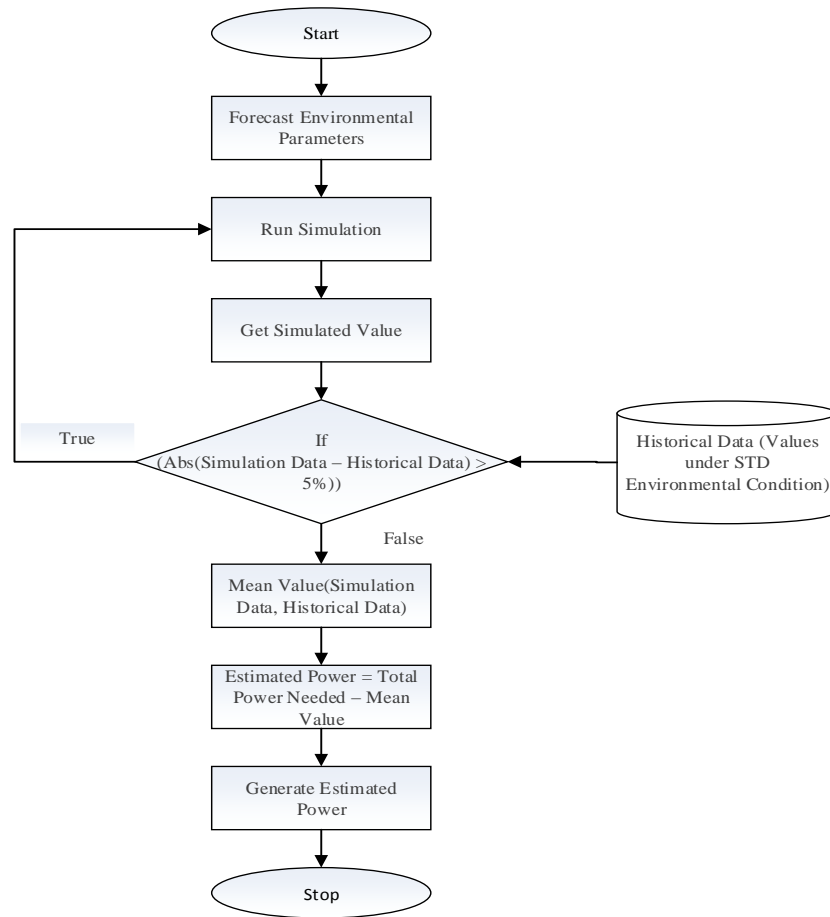 Start
Forecast Environmental
Parameters
Run Simulation
Get Simulated Value
True
If
(Abs(Simulation Data – Historical Data) >
5%))
Historical Data (Values
under STD
Environmental Condition)
False
Mean Value(Simulation
Data, Historical Data)
Estimated Power = Total
Power Needed – Mean
Value
Generate Estimated
Power
Stop